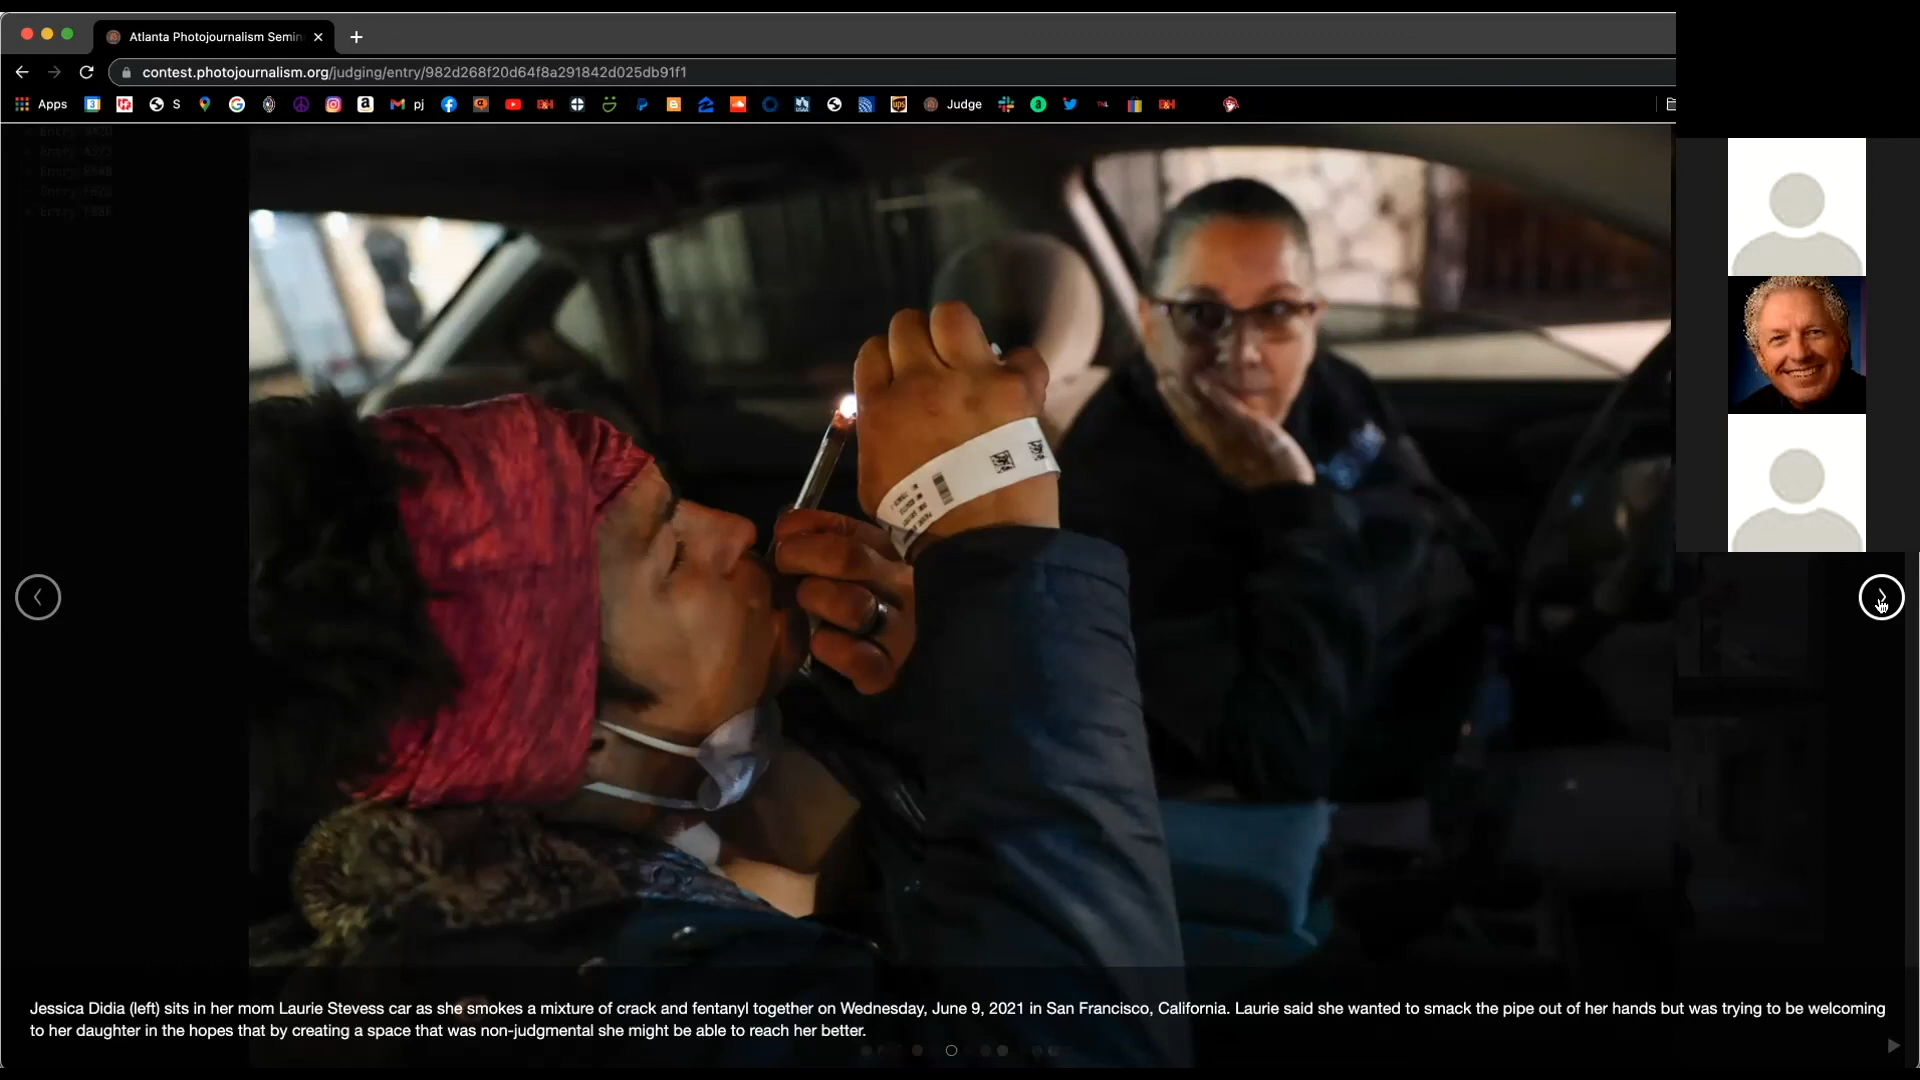 Atlanta Photojournalism Semin
contest.photojournalism.org/judging/entry/982d268f20d64f8a291842d025db91f1
Apps
S
pj
Judge
Jessica Didia (left) sits in her mom Laurie Stevess car as she smokes a mixture of crack and fentanyl together on Wednesday, June 9, 2021 in San Francisco, California. Laurie said she wanted to smack the pipe out of her hands but was trying to be welcoming
to her daughter in the hopes that by creating a space that was non-judgmental she might be able to reach her better.